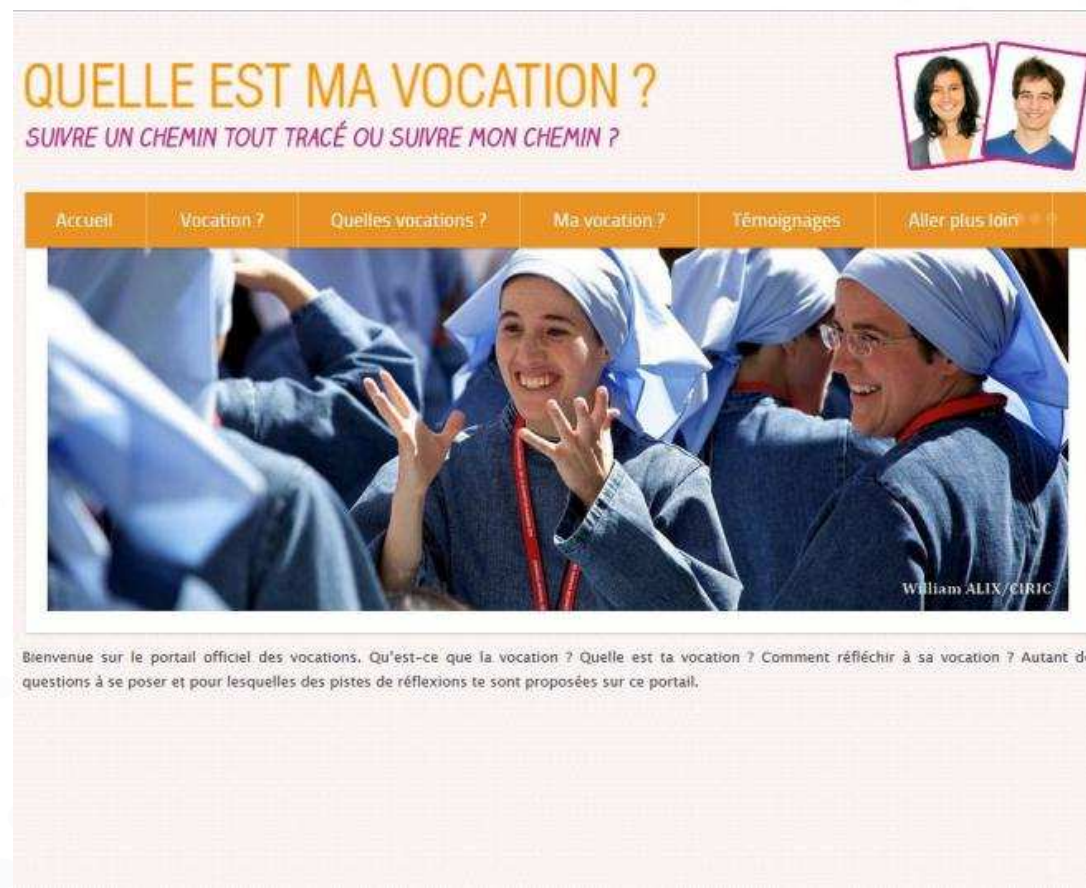 QUELLE EST MA VOCATION ?
SUIVRE UN CHEMIN TOUT TRACÉ OU SUIVRE MON CHEMIN ?
Accueil
Vocation ?
Quelles vocations ?
Ma vocation ?
Témoignages
Aller plus loin
William ALIX/CIRIC
Bienvenue sur le portail officiel des vocations. Qu'est-ce que la vocation ? Quelle est ta vocation ? Comment réfléchir à sa vocation ? Autant de
questions à se poser et pour lesquelles des pistes de réflexions te sont proposées sur ce portail.